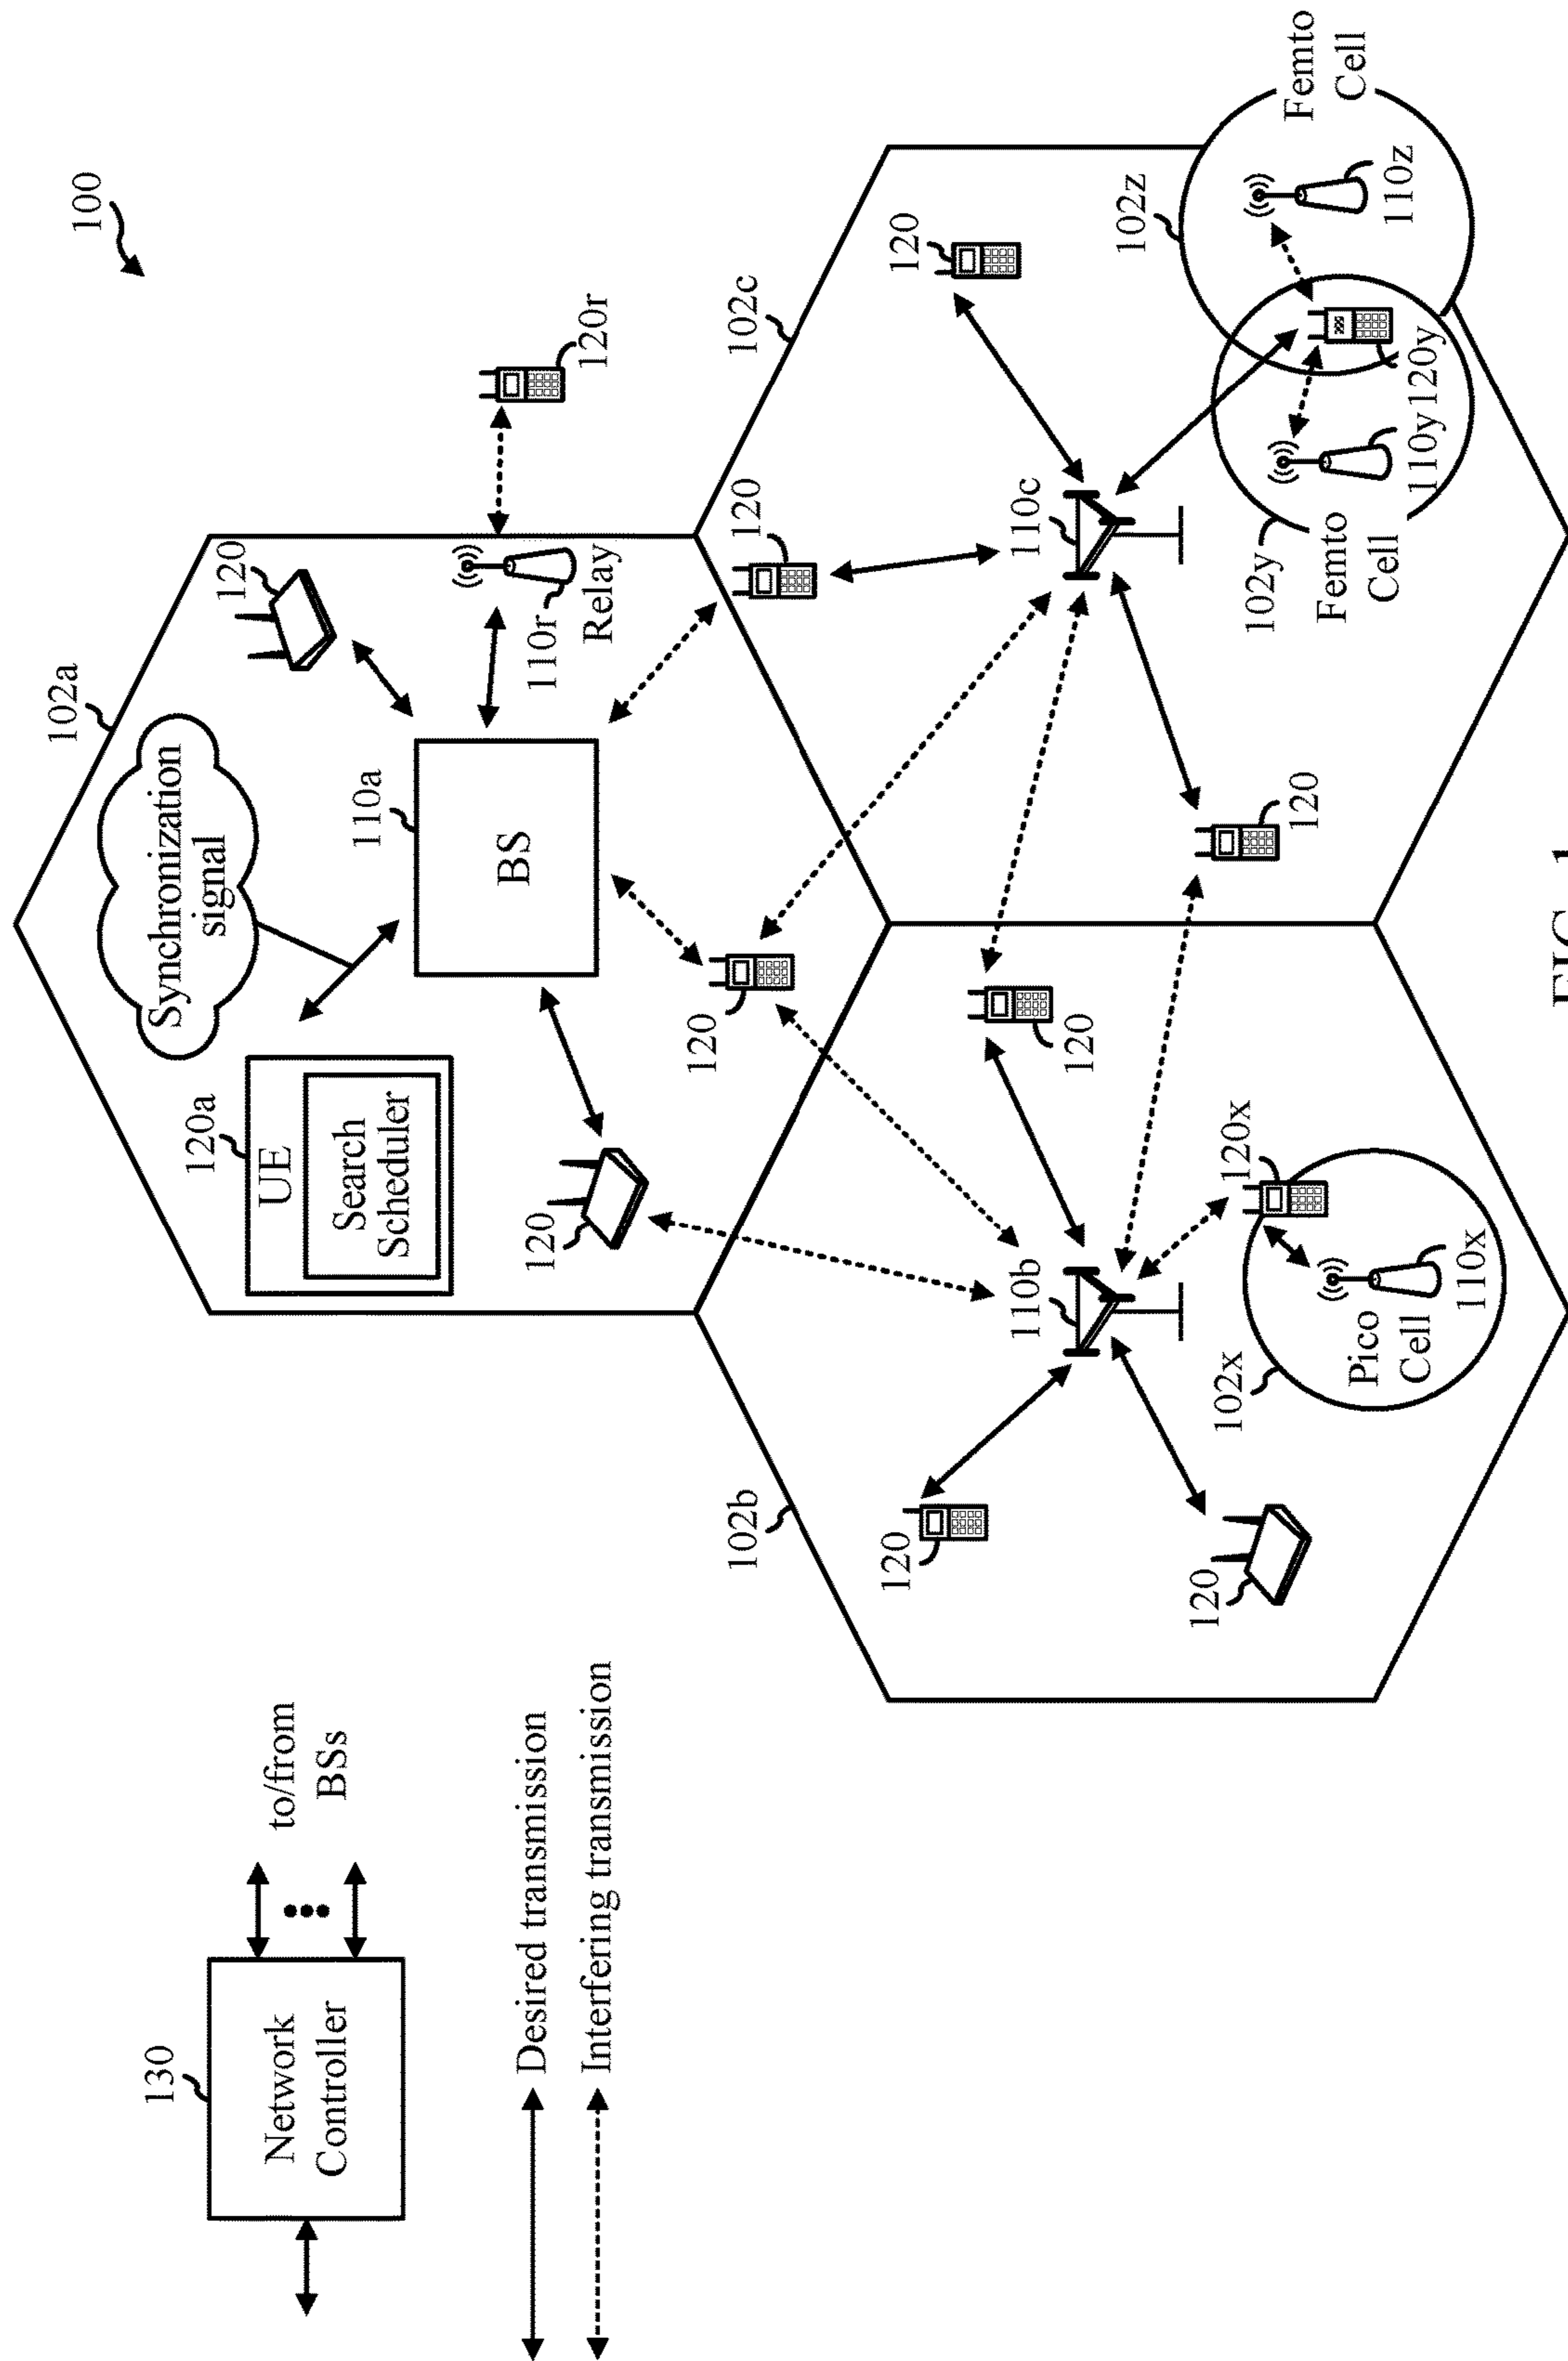 100
130
Network
Controller
to/from
BSs
Desired transmission
Interfering transmission
102a
Synchronization
signal
120a
UE
Search
Scheduler
110a
BS
120
120
110r
Relay
120r
120
120
102b
120
120
110b
120
102x
Pico
Cell
110x
120x
102c
120
110c
120
102y
Femto
Cell
110y
120y
102z
110z
Femto
Cell
FIG. 1